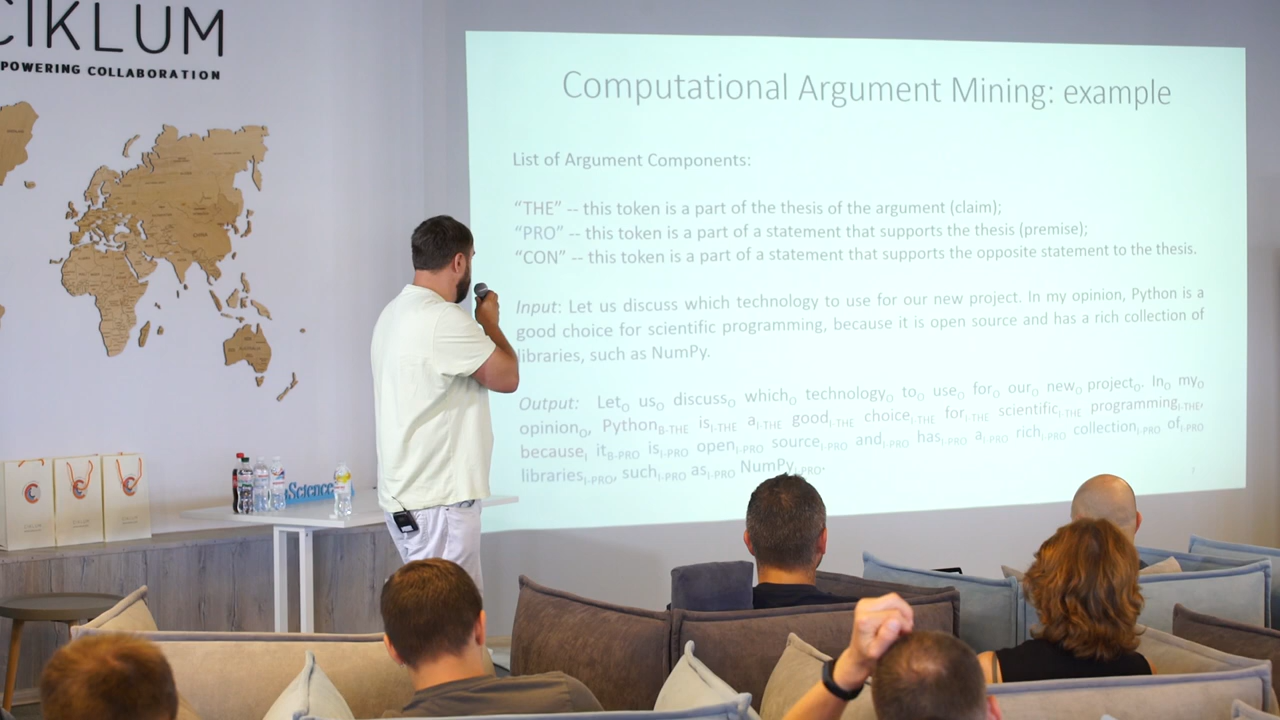 CIKLUM
POWERING COLLABORATION
Computational Argument Mining: example
List of Argument Components:
“THE” -- this token is a part of the thesis of the argument (claim);
“PRO” -- this token is a part of a statement that supports the thesis (premise);
“CON” -- this token is a part of a statement that supports the opposite statement to the thesis.
Input: Let us discuss which technology to use for our new project. In my opinion, Python is a
good choice for scientific programming, because it is open source and has a rich collection of
libraries, such as NumPy.
Output: LetO usO discussO whichO technologyO toO useO forO ourO newO projectO. InO myO
opinionO, PythonB-THE isI-THE aI-THE goodI-THE choiceI-THE forI-THE scientificI-THE programmingI-THE,
because, itB-PRO isI-PRO openI-PRO sourceI-PRO andI-PRO hasI-PRO aI-PRO richI-PRO collectionI-PRO ofI-PRO
librariesI-PRO, suchI-PRO asI-PRO NumPyI-PRO.
7
Science
CIKLUM
CIKLUM
CIKLUM